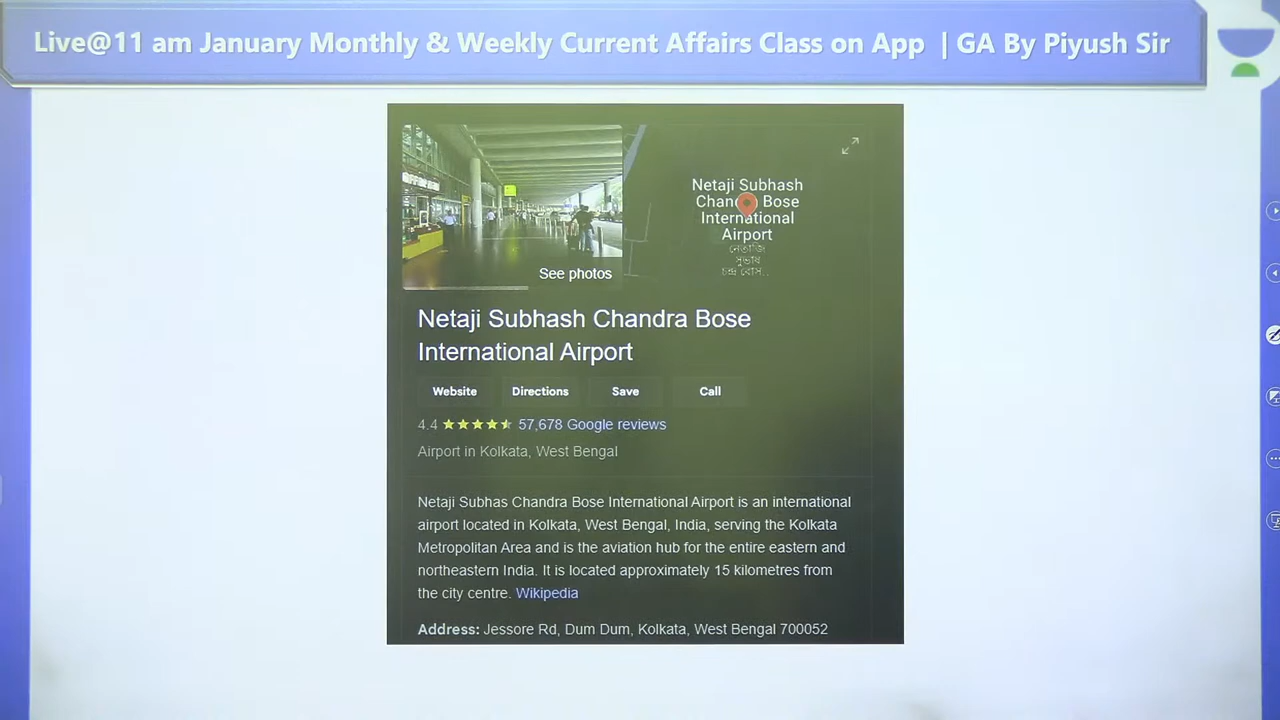 Live@11 am January Monthly & Weekly Current Affairs Class on App | GA By Piyush Sir
Netaji Subhash
Chandra Bose
International
Airport
নেতাজি
সুভাষ
চন্দ্র বোস..
See photos
Netaji Subhash Chandra Bose
International Airport
Website Directions Save Call
4.4 57,678 Google reviews
Airport in Kolkata, West Bengal
Netaji Subhas Chandra Bose International Airport is an international
airport located in Kolkata, West Bengal, India, serving the Kolkata
Metropolitan Area and is the aviation hub for the entire eastern and
northeastern India. It is located approximately 15 kilometres from
the city centre. Wikipedia
Address: Jessore Rd, Dum Dum, Kolkata, West Bengal 700052